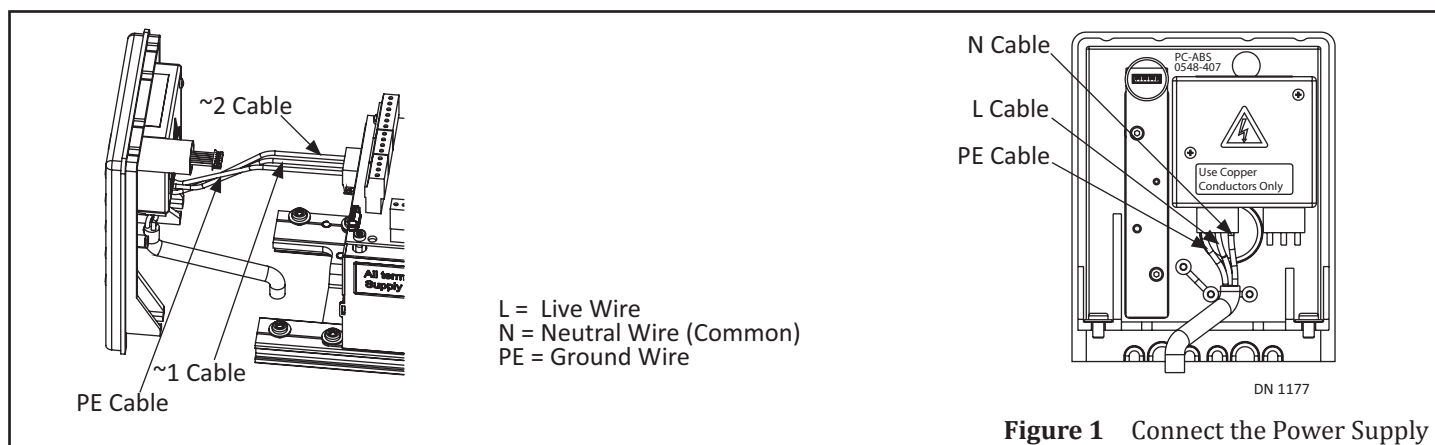 ~2 Cable
All term
Supply
~1 Cable
PE Cable
L = Live Wire
N = Neutral Wire (Common)
PE = Ground Wire
N Cable
L Cable
PE Cable
PC-ABS
0548-407
Use Copper
Conductors Only
DN 1177
Figure 1 Connect the Power Supply